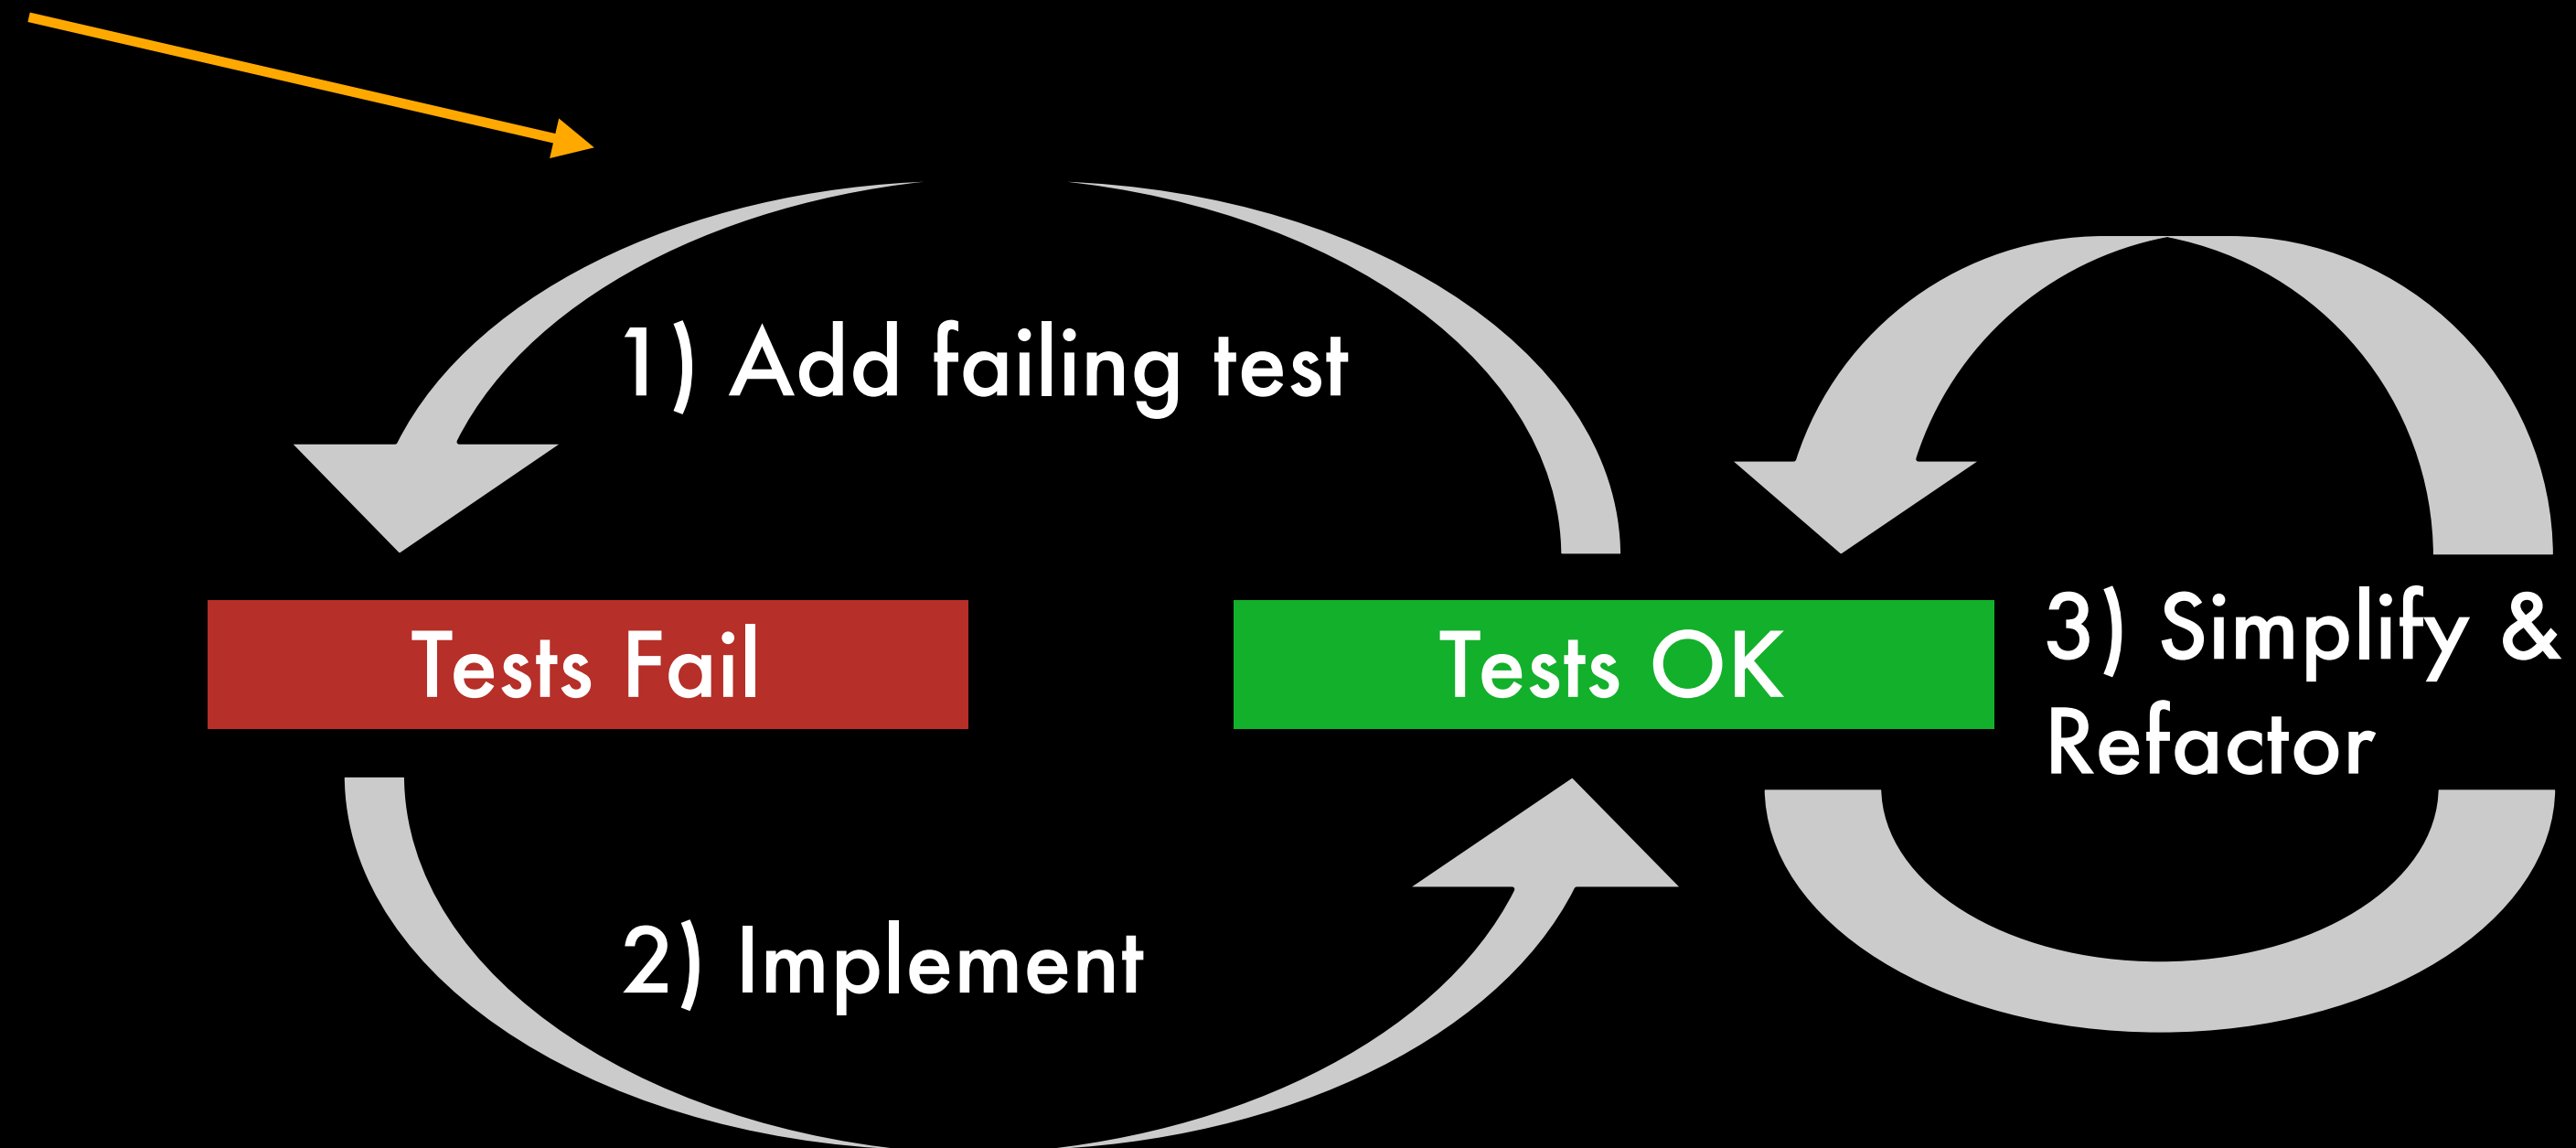 1) Add failing test
Tests Fail
Tests OK
3) Simplify &
Refactor
2) Implement